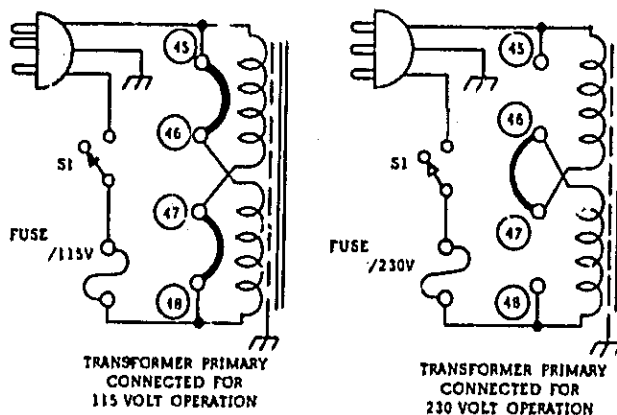 45
46
S1
47
FUSE
/115V
48
TRANSFORMER PRIMARY
CONNECTED FOR
115 VOLT OPERATION
45
46
S1
47
FUSE
/230V
48
TRANSFORMER PRIMARY
CONNECTED FOR
230 VOLT OPERATION